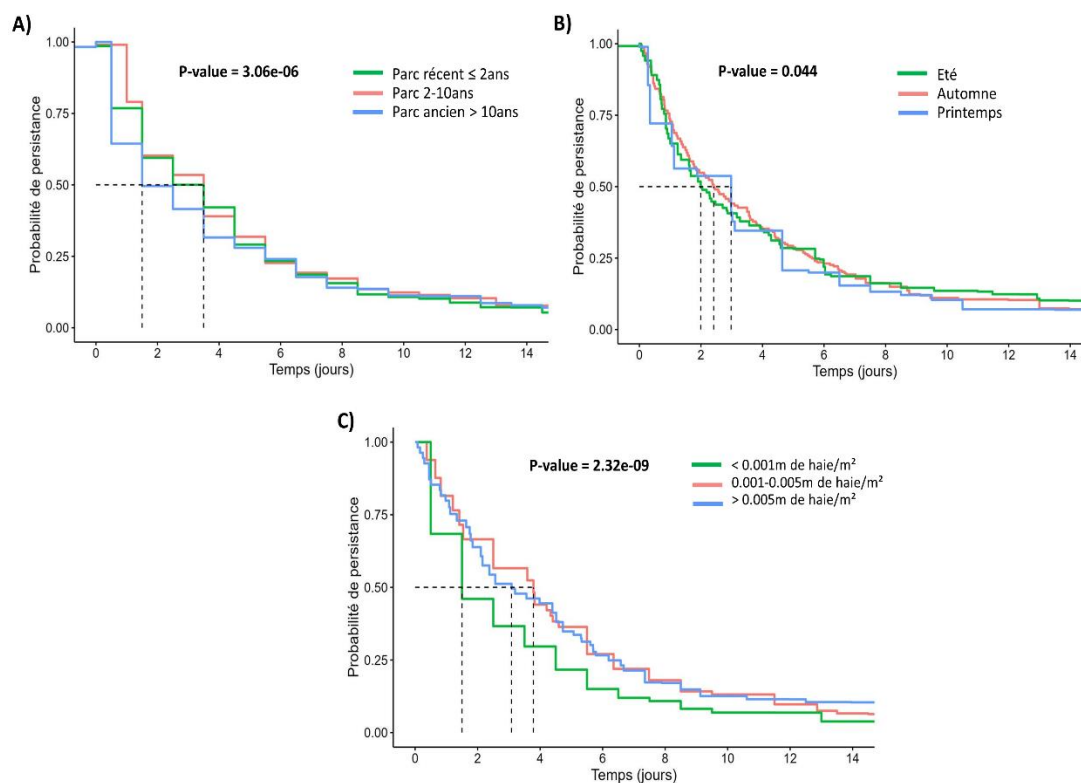 A)
P-value = 3.06e-06
Parc récent ≤ 2ans
Parc 2-10ans
Parc ancien > 10ans
Probabilité de persistance
1.00
0.75
0.50
0.25
0.00
0 2 4 6 8 10 12 14
Temps (jours)
B)
P-value = 0.044
Eté
Automne
Printemps
Probabilité de persistance
1.00
0.75
0.50
0.25
0.00
0 2 4 6 8 10 12 14
Temps (jours)
C)
P-value = 2.32e-09
< 0.001m de haie/m²
0.001-0.005m de haie/m²
> 0.005m de haie/m²
Probabilité de persistance
1.00
0.75
0.50
0.25
0.00
0 2 4 6 8 10 12 14
Temps (jours)